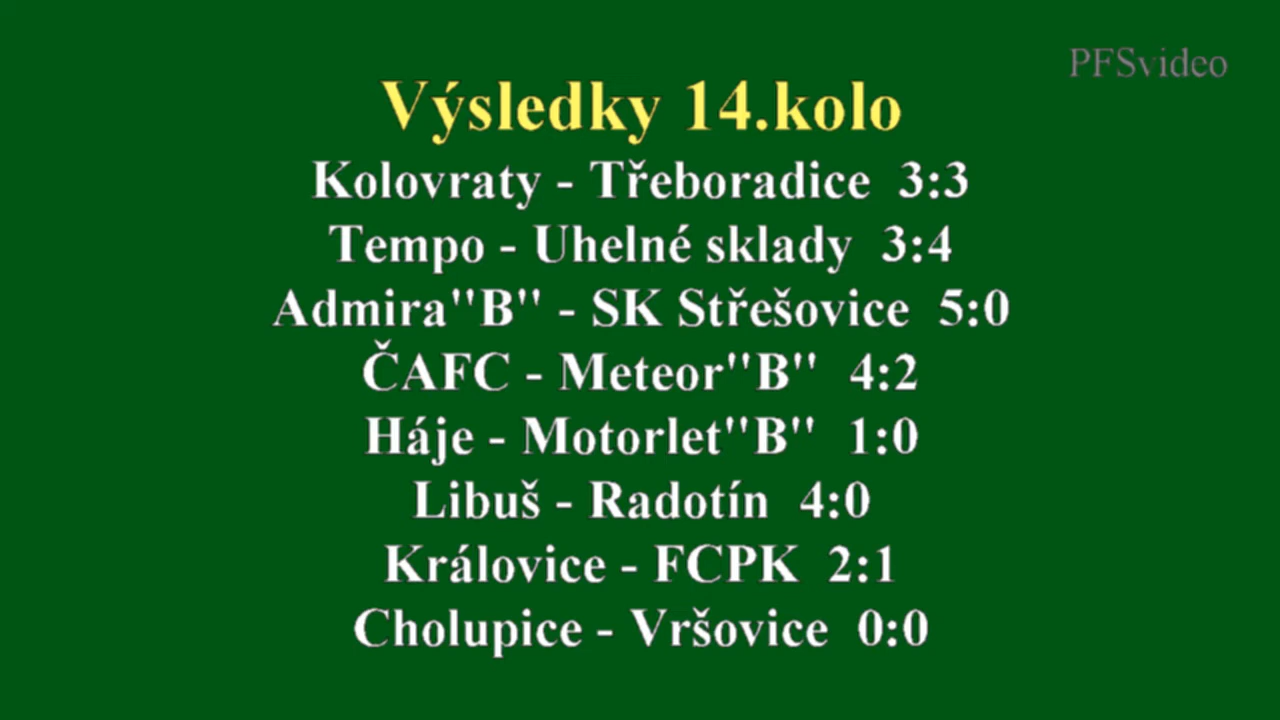 PFSvideo
Výsledky 14.kolo
Kolovraty - Třeboradice 3:3
Tempo - Uhelné sklady 3:4
Admira"B" - SK Střešovice 5:0
ČAFC - Meteor"B" 4:2
Háje - Motorlet"B" 1:0
Libuš - Radotín 4:0
Královice - FCPK 2:1
Cholupice - Vršovice 0:0